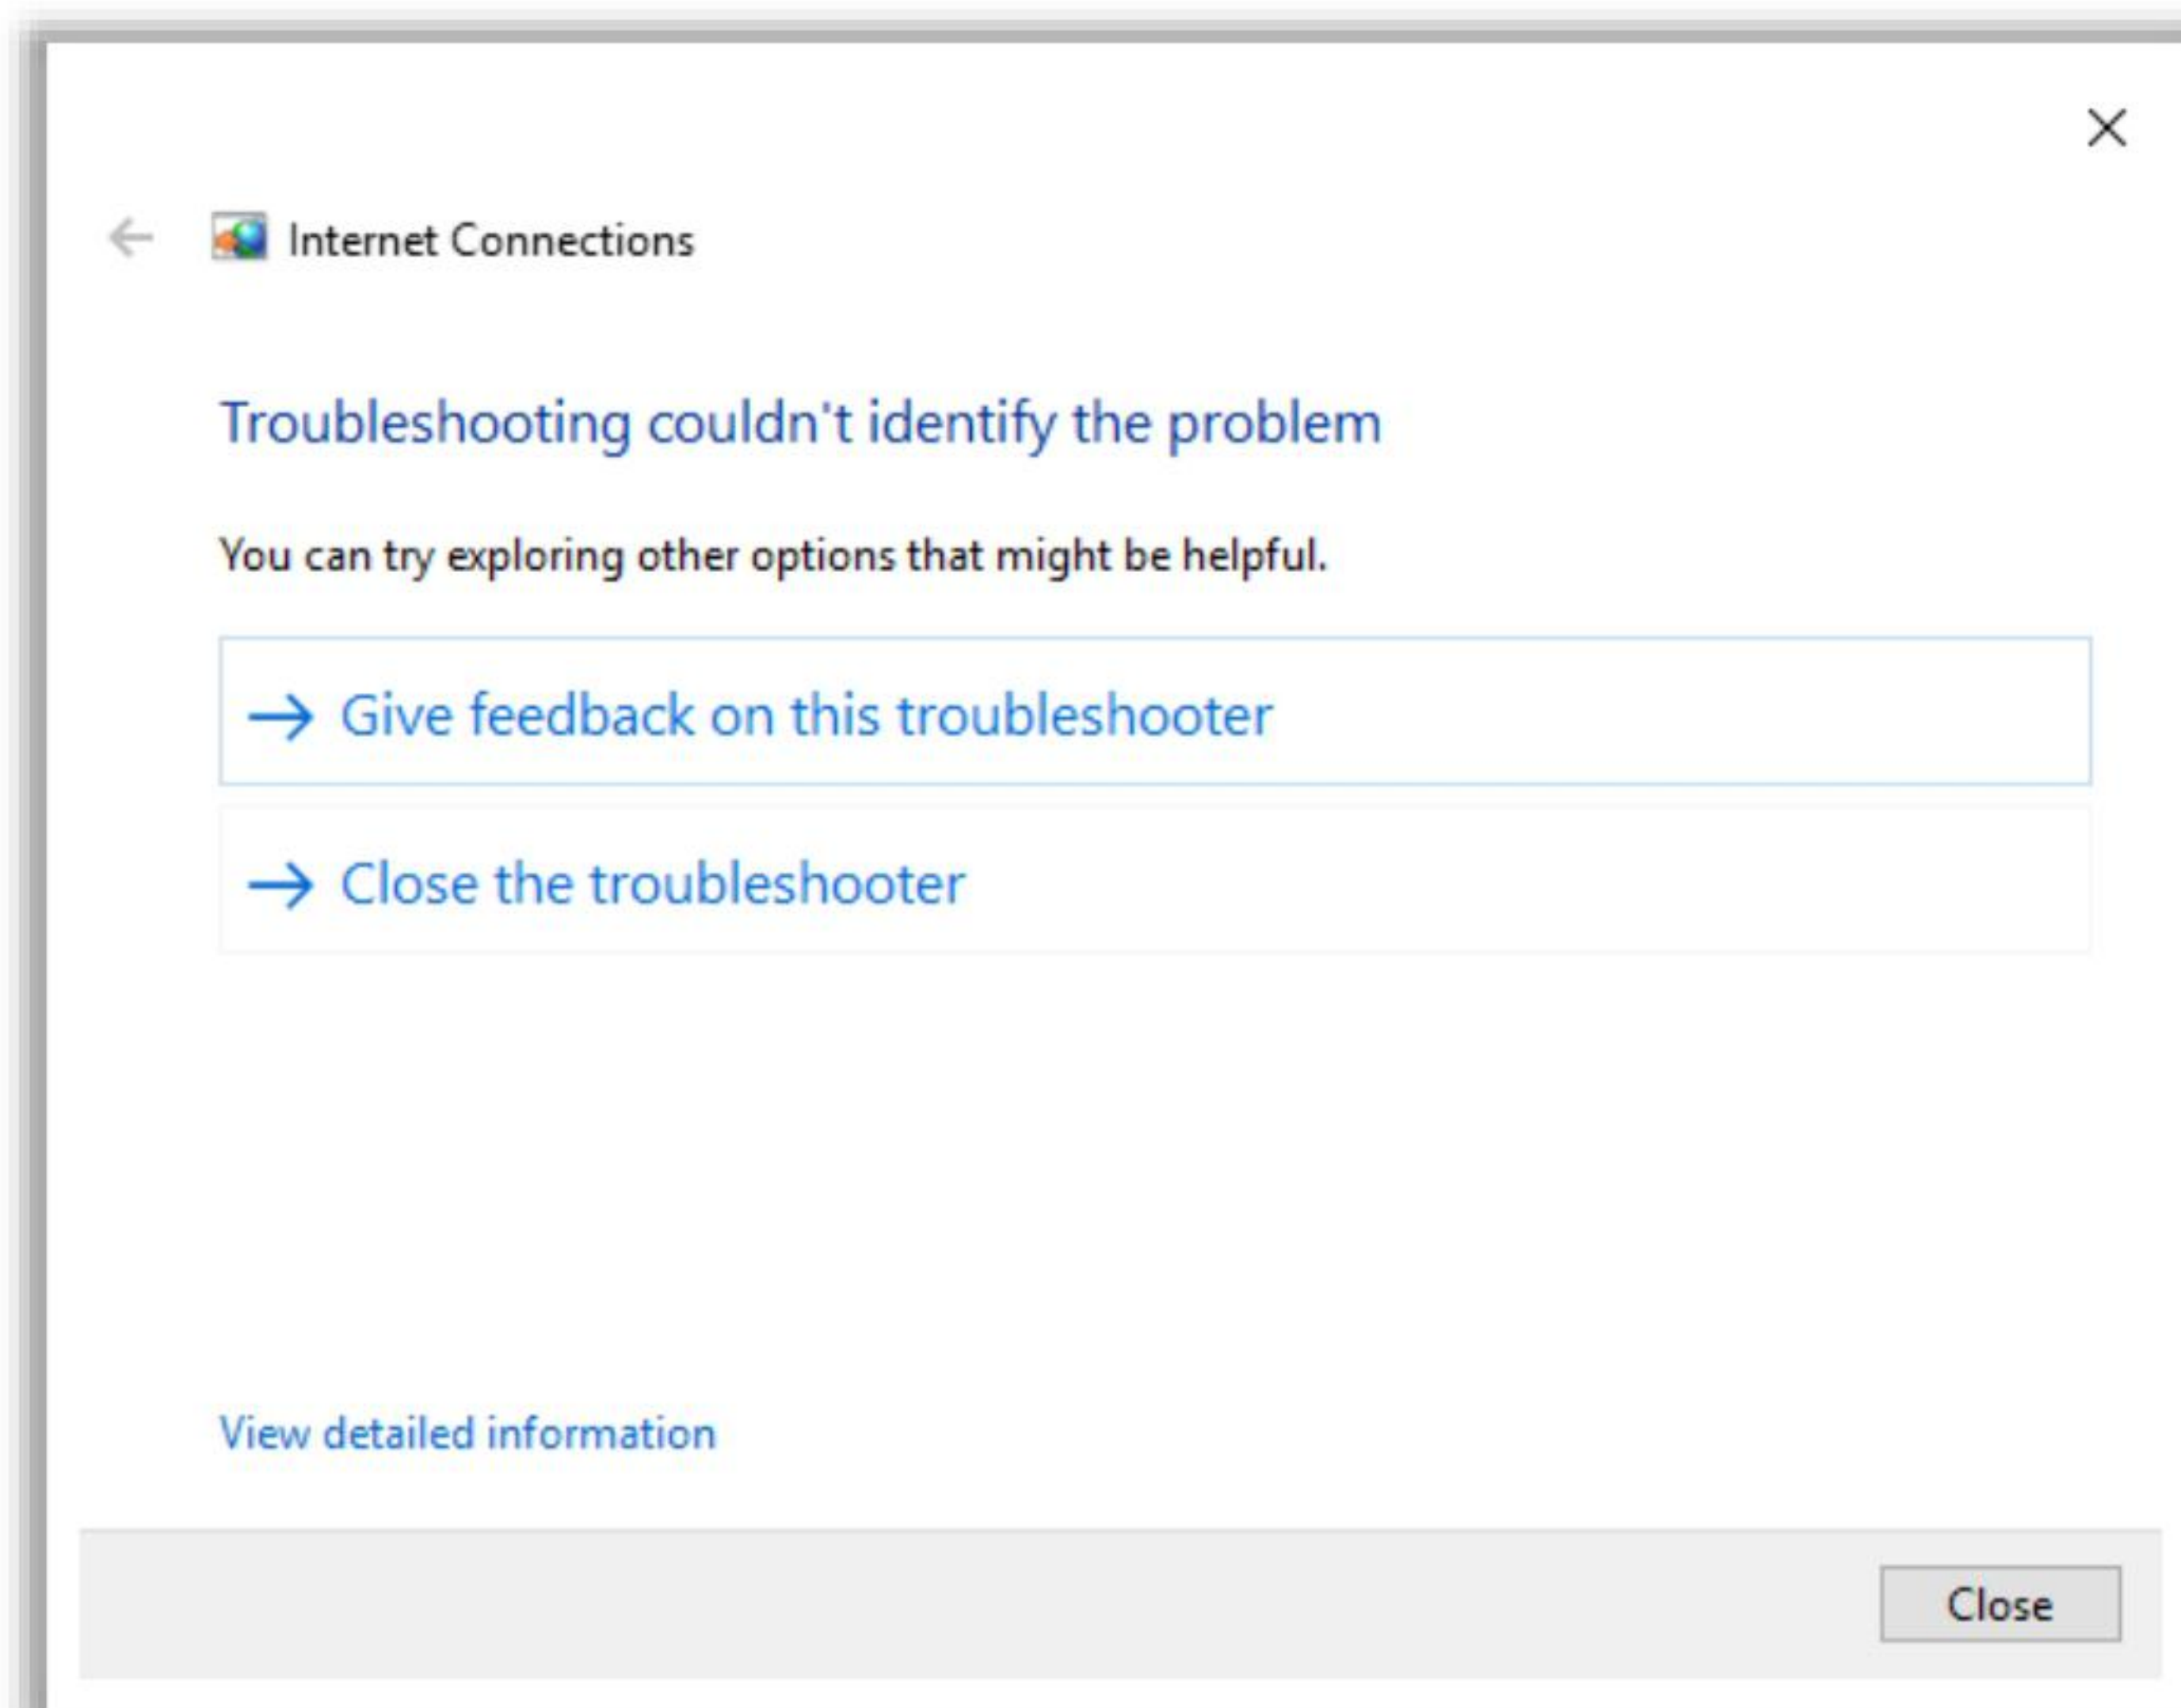 Internet Connections
Troubleshooting couldn't identify the problem
You can try exploring other options that might be helpful.
Give feedback on this troubleshooter
Close the troubleshooter
View detailed information
Close